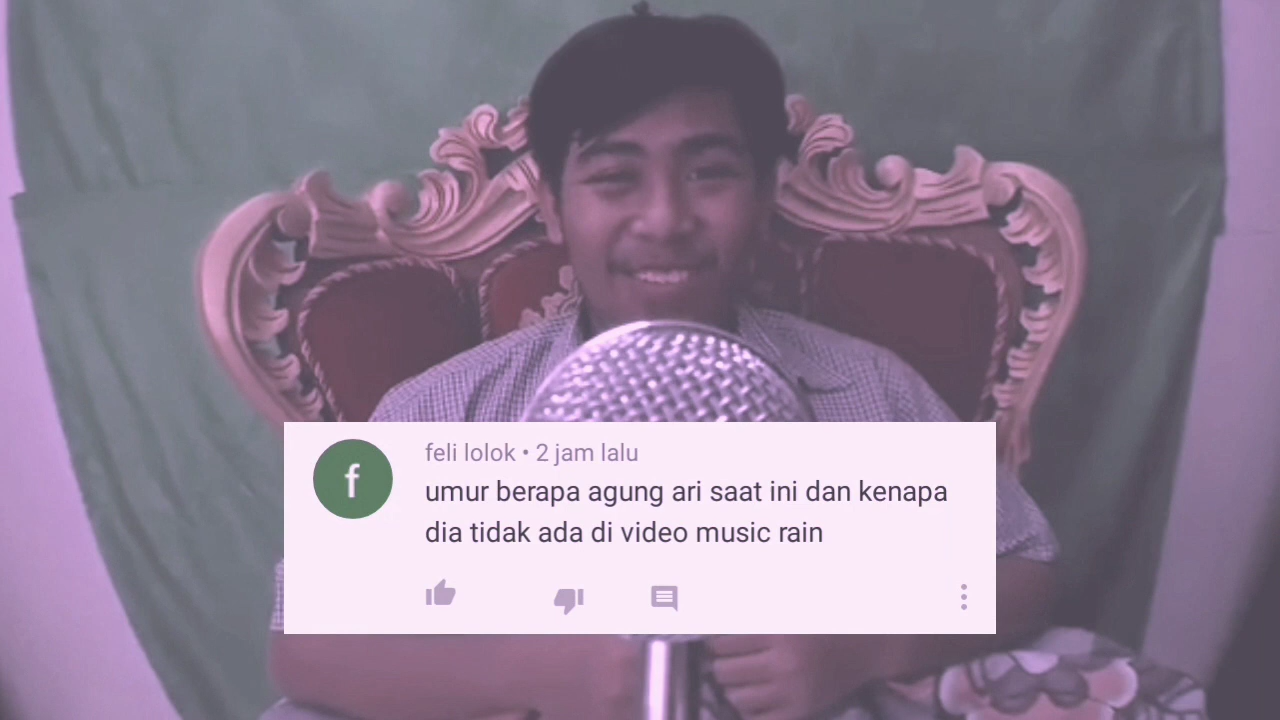 f
feli lolok • 2 jam lalu
umur berapa agung ari saat ini dan kenapa
dia tidak ada di video music rain